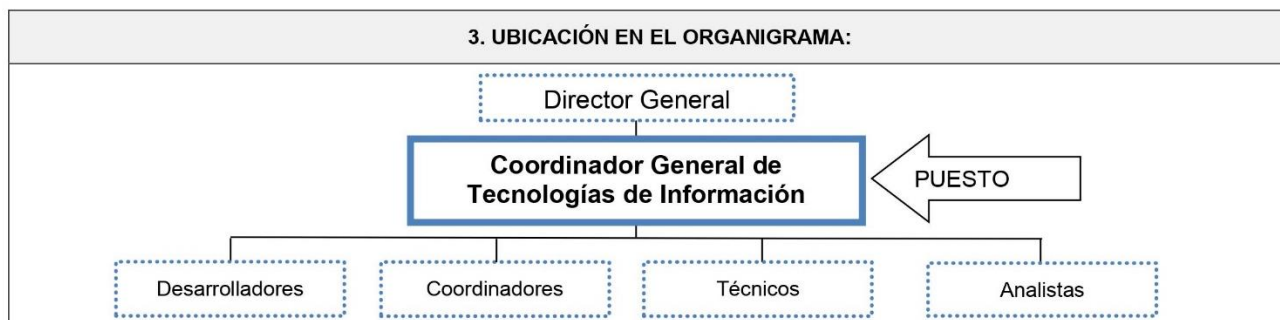 3. UBICACIÓN EN EL ORGANIGRAMA:
Director General
Coordinador General de
Tecnologías de Información
PUESTO
Desarrolladores
Coordinadores
Técnicos
Analistas